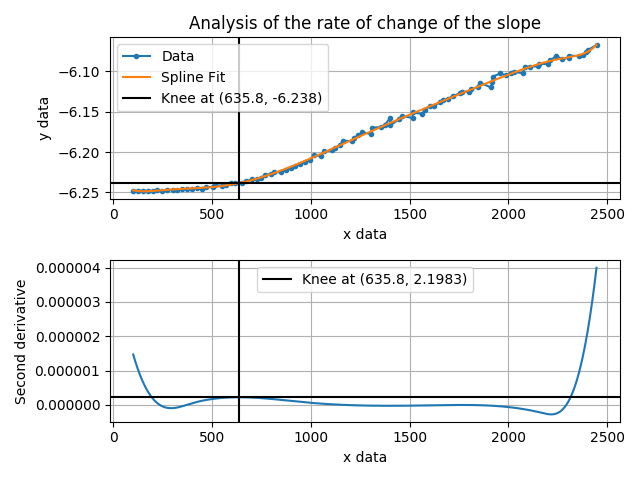 Analysis of the rate of change of the slope
Data
Spline Fit
Knee at (635.8, -6.238)
y data
−6.10
−6.15
−6.20
−6.25
0 500 1000 1500 2000 2500
x data
Knee at (635.8, 2.1983)
Second derivative
0.000004
0.000003
0.000002
0.000001
0.000000
0 500 1000 1500 2000 2500
x data